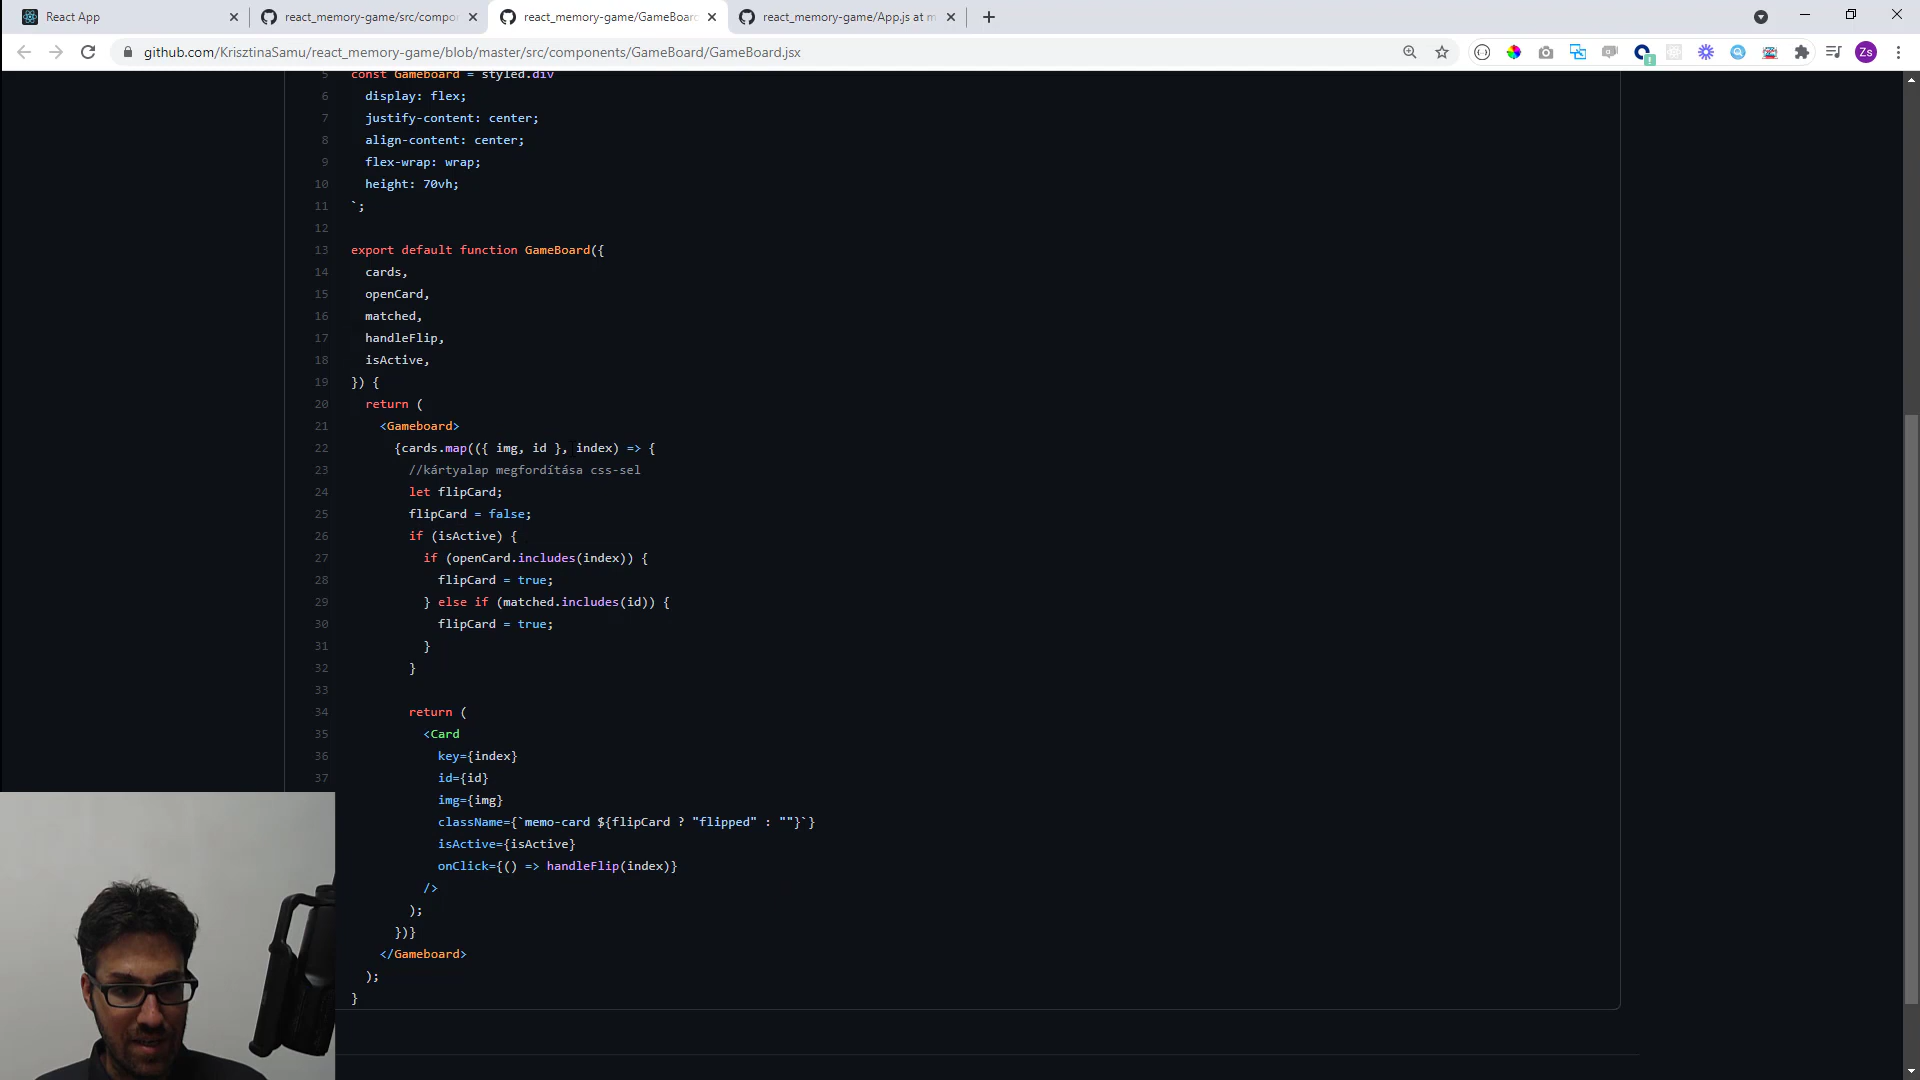 React App
react_memory-game/src/compo
react_memory-game/GameBoar
react_memory-game/App.js at m
github.com/KrisztinaSamu/react_memory-game/blob/master/src/components/GameBoard/GameBoard.jsx
Zs
5 const Gameboard = styled.div`
6 display: flex;
7 justify-content: center;
8 align-content: center;
9 flex-wrap: wrap;
10 height: 70vh;
11 `;
12
13 export default function GameBoard({
14 cards,
15 openCard,
16 matched,
17 handleFlip,
18 isActive,
19 }) {
20 return (
21 <Gameboard>
22 {cards.map(({ img, id }, index) => {
23 //kártyalap megfordítása css-sel
24 let flipCard;
25 flipCard = false;
26 if (isActive) {
27 if (openCard.includes(index)) {
28 flipCard = true;
29 } else if (matched.includes(id)) {
30 flipCard = true;
31 }
32 }
33
34 return (
35 <Card
36 key={index}
37 id={id}
img={img}
className={`memo-card ${flipCard ? "flipped" : ""}`}
isActive={isActive}
onClick={() => handleFlip(index)}
/>
);
})}
</Gameboard>
);
}